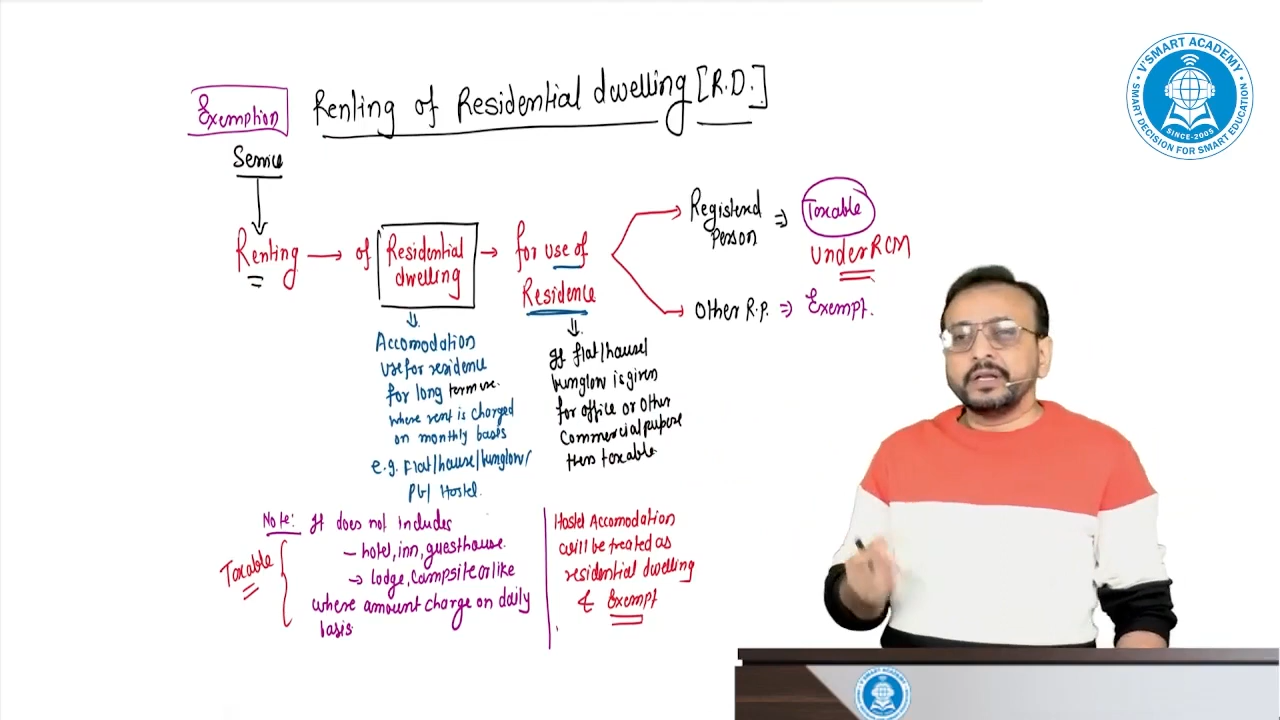 Exemption
Renting of Residential dwelling [R.D.]
Service
Renting → of Residential dwelling → for use of Residence
Registered Person ⇒ Taxable
under RCM
Other R.P. ⇒ Exempt.
Accomodation
use for residence
for long term use.
where rent is charged
on monthly basis
e.g. Flat/house/bunglow/
PG/ Hostel.
If flat/house/
bunglow is given
for office or other
Commercial purpose
then taxable
Note: It does not includes
- hotel, inn, guesthouse.
→ lodge, Campsite or like
where amount charge on daily
basis
Taxable
Hostel Accomodation
will be treated as
residential dwelling
& Exempt
V'SMART ACADEMY
SINCE-2005
SMART DECISION FOR SMART EDUCATION